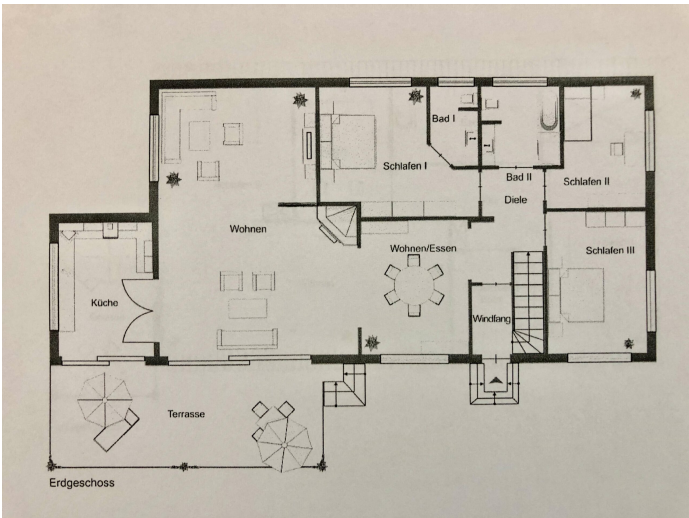 Bad I
Schlafen I
Bad II
Schlafen II
Diele
Wohnen
Wohnen/Essen
Schlafen III
Küche
Windfang
Terrasse
Erdgeschoss